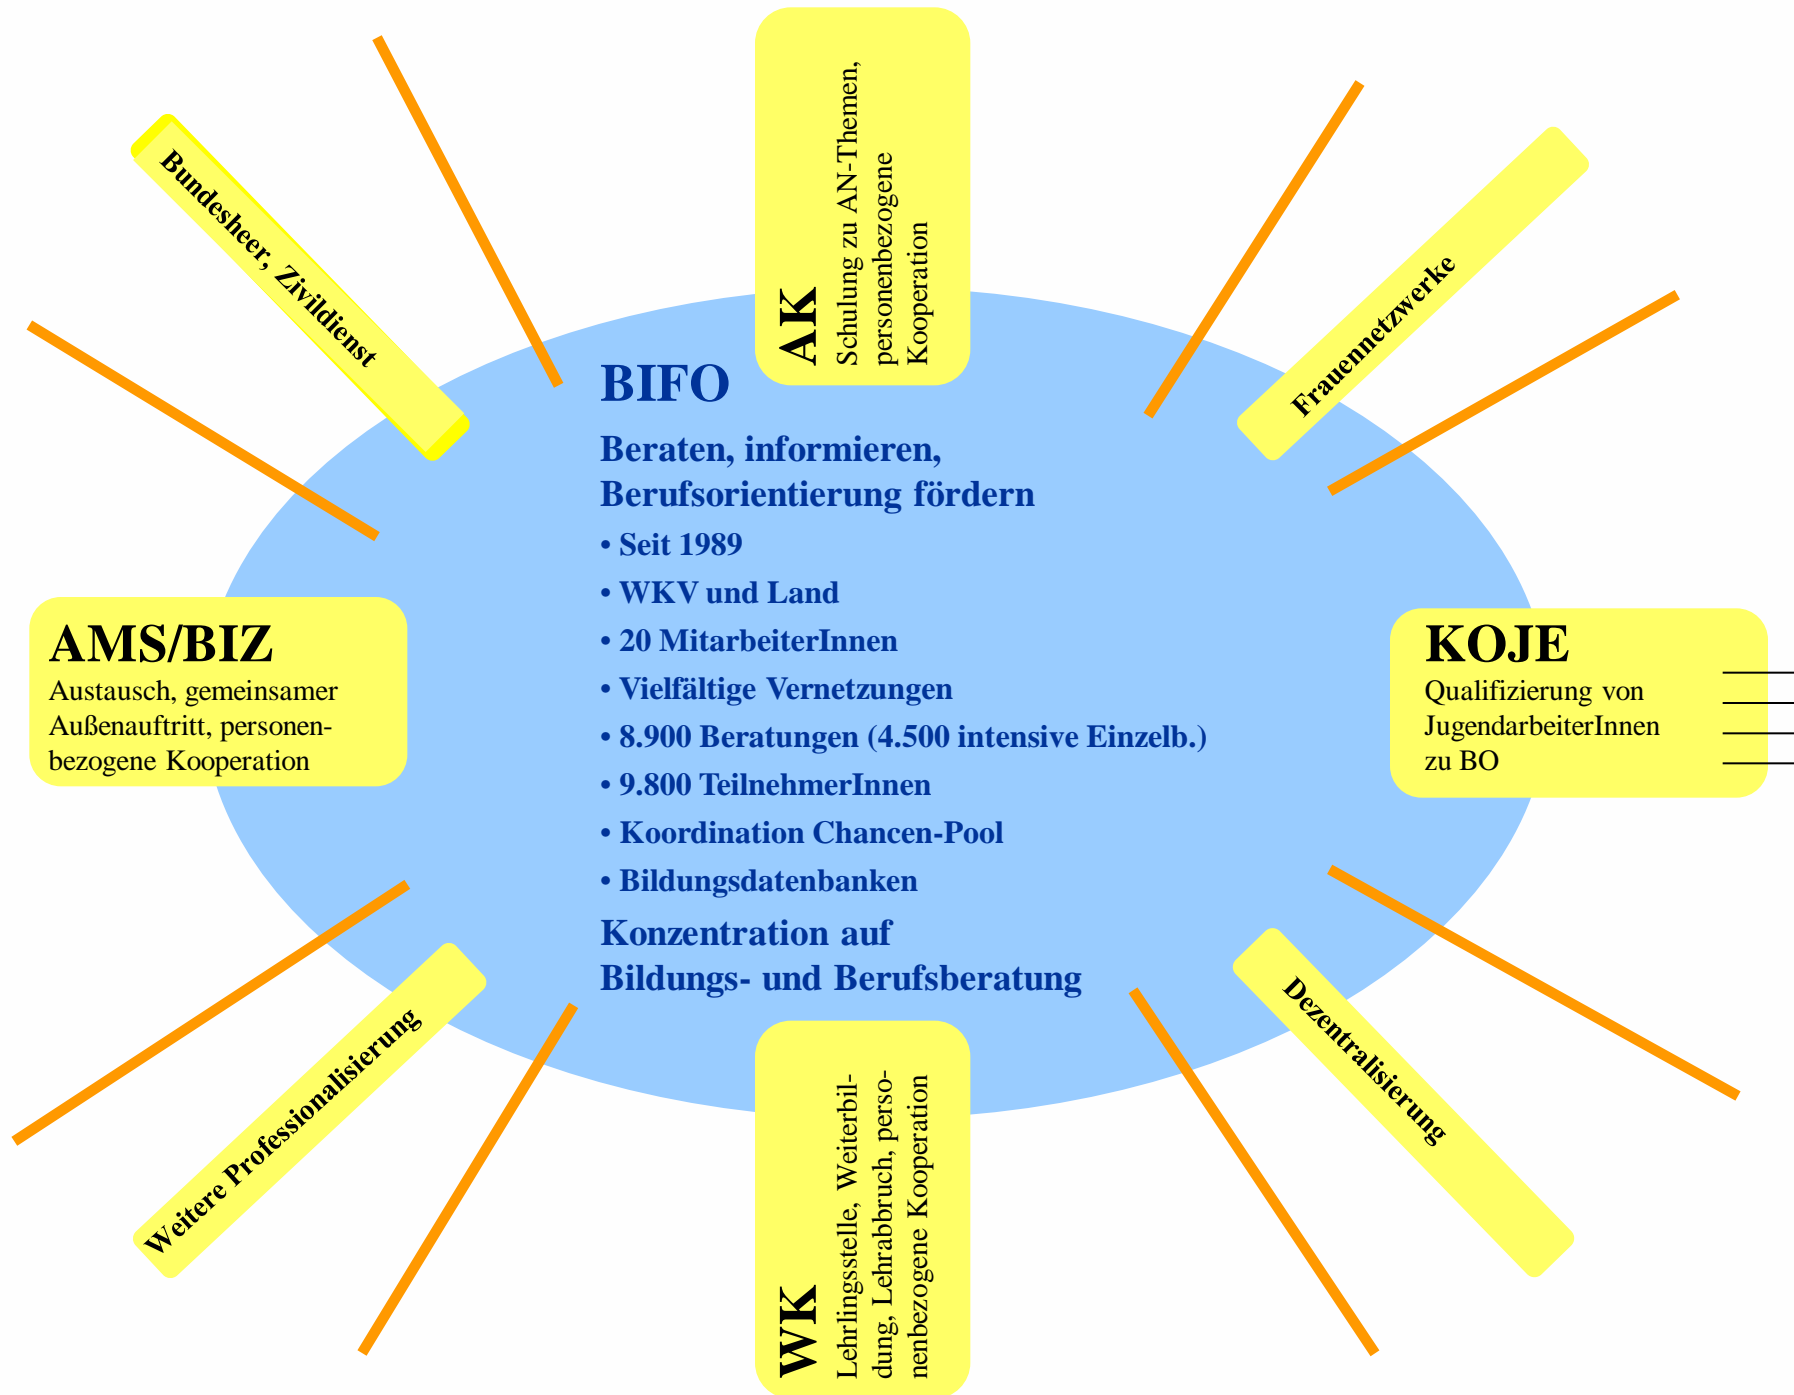 AK
Schulung zu AN-Themen,
personenbezogene
Kooperation
Bundesheer, Zivildienst
Frauennetzwerke
BIFO
Beraten, informieren,
Berufsorientierung fördern
• Seit 1989
• WKV und Land
• 20 MitarbeiterInnen
• Vielfältige Vernetzungen
• 8.900 Beratungen (4.500 intensive Einzelb.)
• 9.800 TeilnehmerInnen
• Koordination Chancen-Pool
• Bildungsdatenbanken
Konzentration auf
Bildungs- und Berufsberatung
AMS/BIZ
Austausch, gemeinsamer
Außenauftritt, personen-
bezogene Kooperation
KOJE
Qualifizierung von
JugendarbeiterInnen
zu BO
Weitere Professionalisierung
Dezentralisierung
WK
Lehrlingsstelle, Weiterbil-
dung, Lehrabbruch, perso-
nenbezogene Kooperation